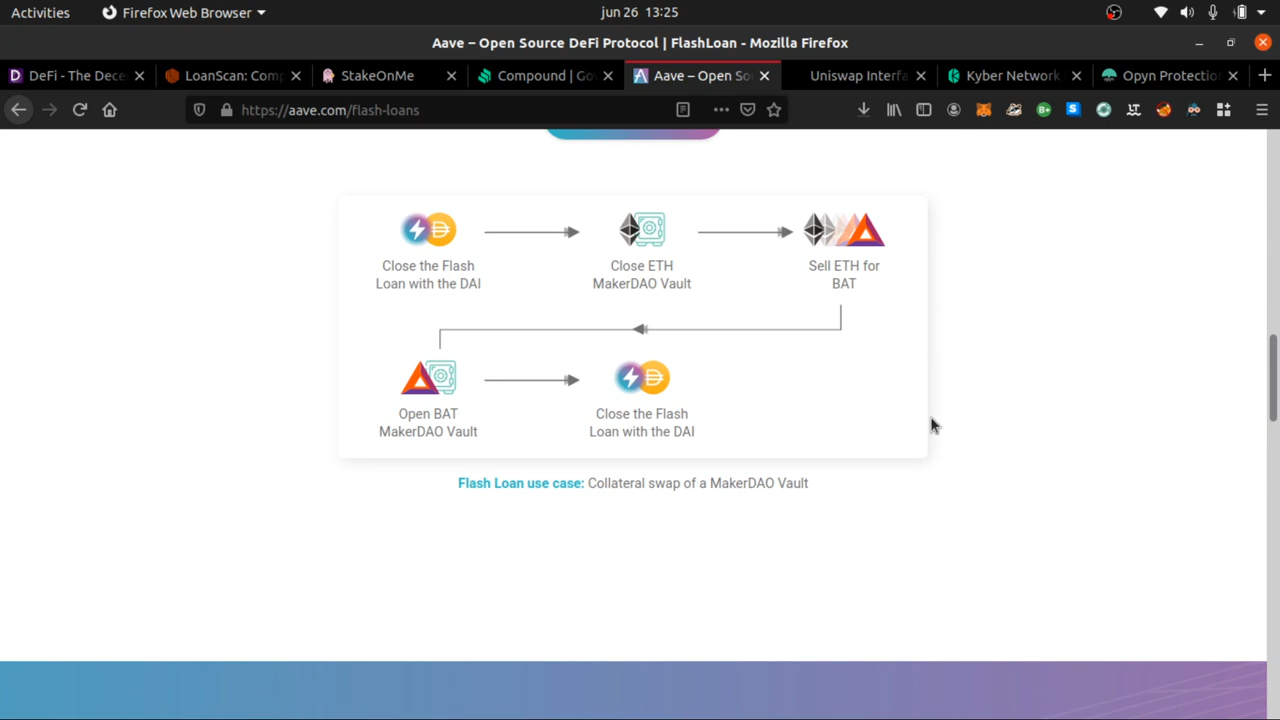 Activities
Firefox Web Browser
jun 26 13:25
Aave – Open Source DeFi Protocol | FlashLoan - Mozilla Firefox
DeFi - The Dece
LoanScan: Comp
StakeOnMe
Compound | Go
Aave – Open So
Uniswap Interfa
Kyber Network
Opyn Protectio
https://aave.com/flash-loans
Close the Flash
Loan with the DAI
Close ETH
MakerDAO Vault
Sell ETH for
BAT
Open BAT
MakerDAO Vault
Close the Flash
Loan with the DAI
Flash Loan use case: Collateral swap of a MakerDAO Vault